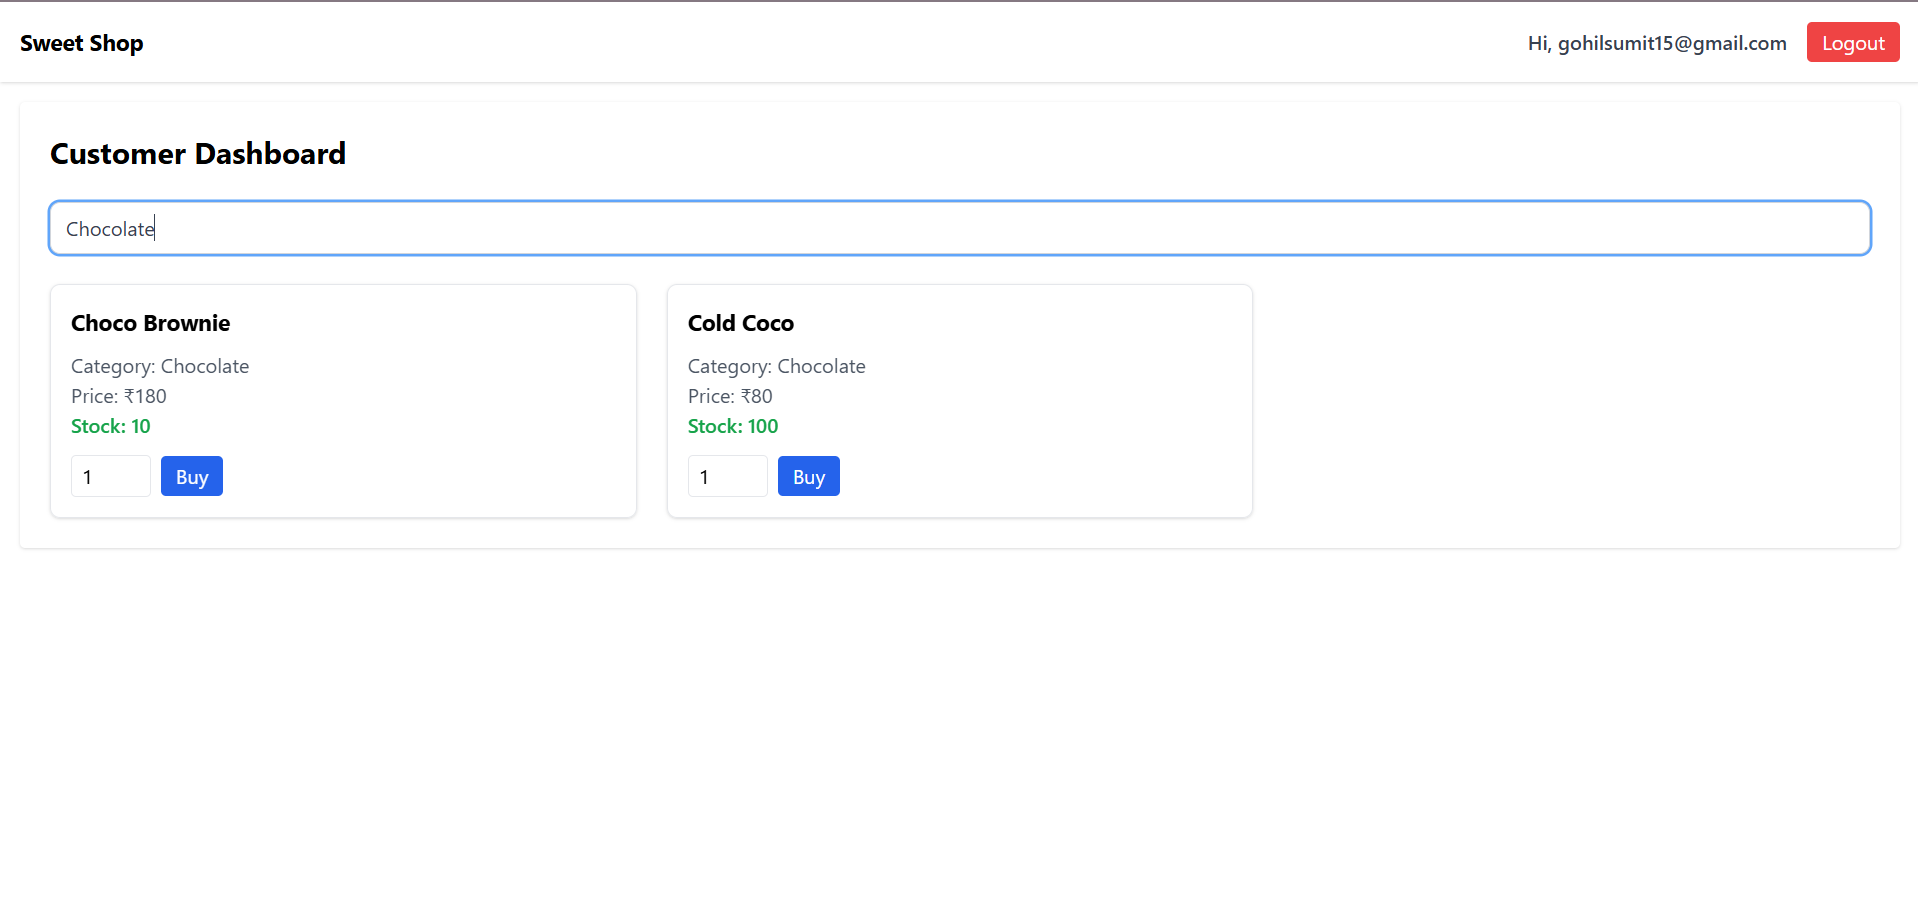 Sweet Shop
Hi, gohilsumit15@gmail.com
Logout
Customer Dashboard
Chocolate
Choco Brownie
Category: Chocolate
Price: ₹180
Stock: 10
1
Buy
Cold Coco
Category: Chocolate
Price: ₹80
Stock: 100
1
Buy